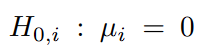 H₀,ᵢ : μᵢ = 0